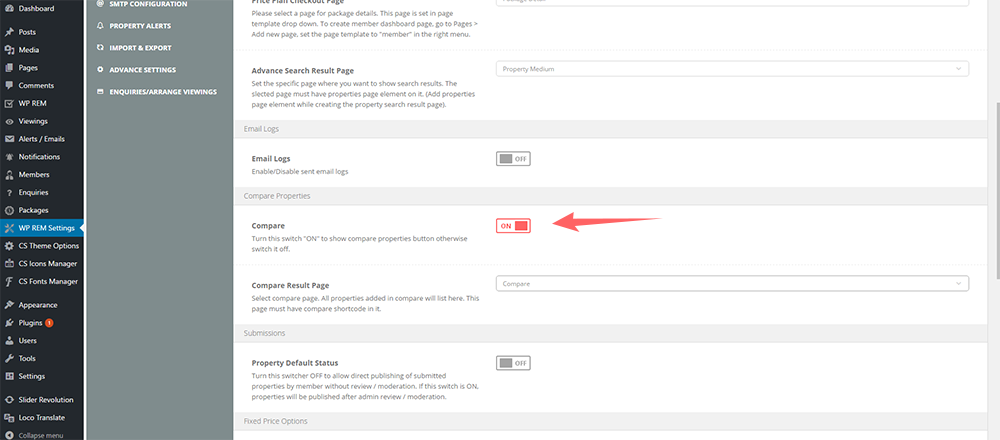 Dashboard
Posts
Media
Pages
Comments
WP REM
Viewings
Alerts / Emails
Notifications
Members
Enquiries
Packages
WP REM Settings
CS Theme Options
CS Icons Manager
CS Fonts Manager
Appearance
Plugins 1
Users
Tools
Settings
Slider Revolution
Loco Translate
Collapse menu
SMTP CONFIGURATION
PROPERTY ALERTS
IMPORT & EXPORT
ADVANCE SETTINGS
ENQUIRIES/ARRANGE VIEWINGS
Price Plan Checkout Page
Please select a page for package details. This page is set in page
template drop down. To create member dashboard page, go to Pages >
Add new page, set the page template to "member" in the right menu.
Advance Search Result Page
Property Medium
Set the specific page where you want to show search results. The
slected page must have properties page element on it. (Add properties
page element while creating the property search result page).
Email Logs
Email Logs
OFF
Enable/Disable sent email logs
Compare Properties
Compare
ON
Turn this switch "ON" to show compare properties button otherwise
switch it off.
Compare Result Page
Compare
Select compare page. All properties added in compare will list here. This
page must have compare shortcode in it.
Submissions
Property Default Status
OFF
Turn this switcher OFF to allow direct publishing of submitted
properties by member without review / moderation. If this switch is ON,
properties will be published after admin review / moderation.
Fixed Price Options